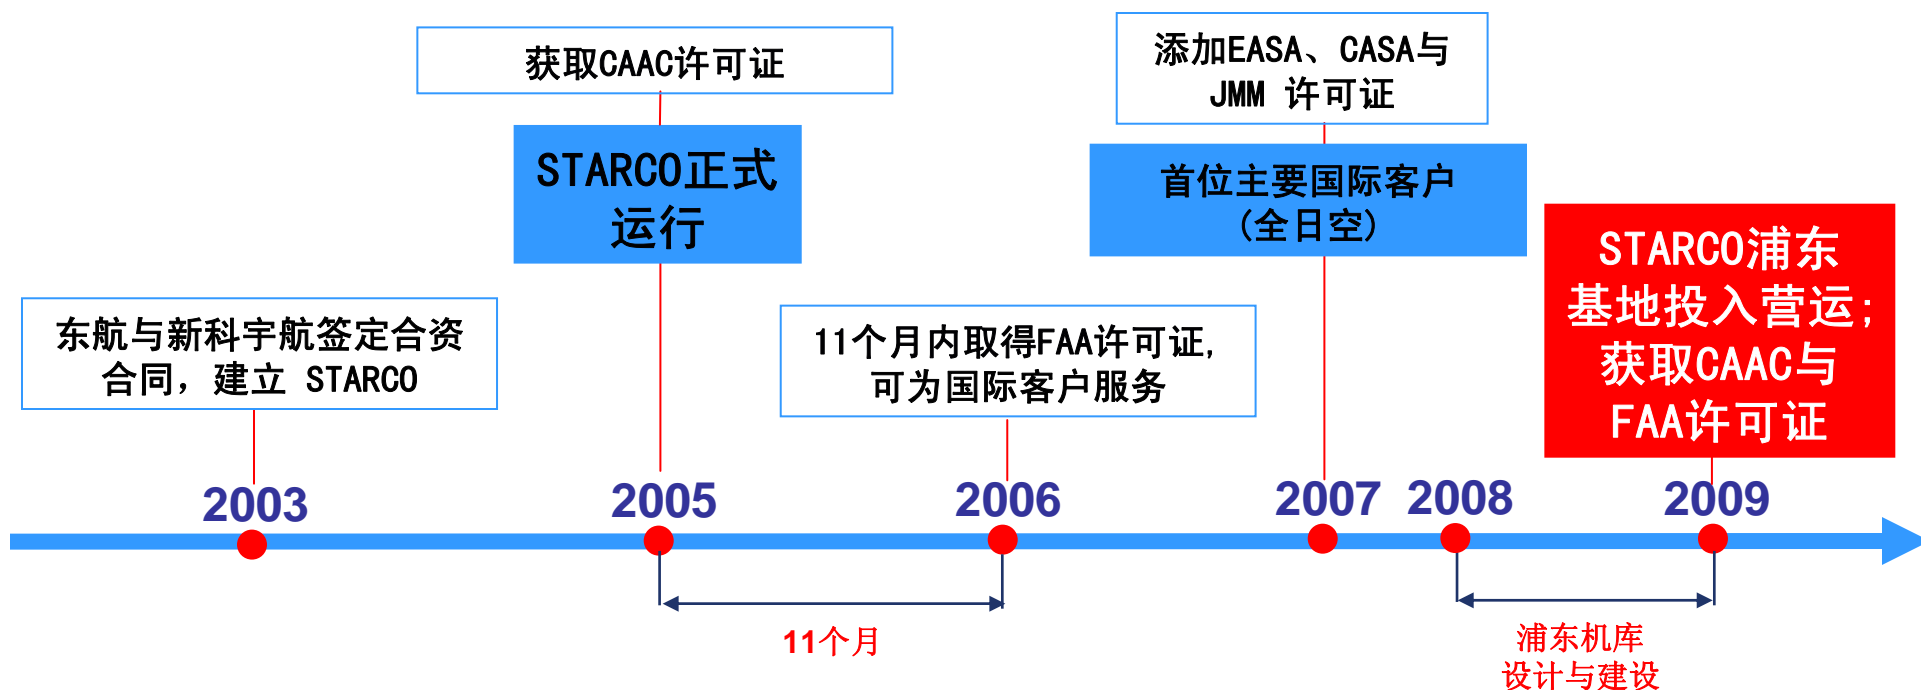 获取CAAC许可证
添加EASA、CASA与
JMM 许可证
STARCO正式
运行
首位主要国际客户
(全日空)
STARCO浦东
基地投入营运;
获取CAAC与
FAA许可证
东航与新科宇航签定合资
合同，建立 STARCO
11个月内取得FAA许可证,
可为国际客户服务
2003
2005
2006
2007
2008
2009
11个月
浦东机库
设计与建设